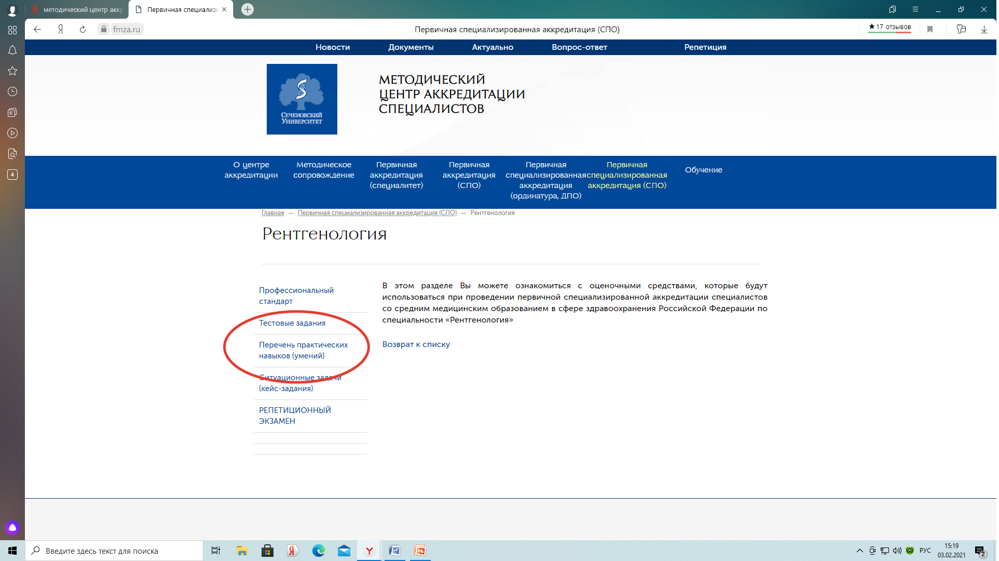 методический центр аккр
Первичная специализи
fmza.ru
Первичная специализированная аккредитация (СПО)
★17 отзывов
Новости
Документы
Актуально
Вопрос-ответ
Репетиция
СЕЧЕНОВСКИЙ
УНИВЕРСИТЕТ
МЕТОДИЧЕСКИЙ
ЦЕНТР АККРЕДИТАЦИИ
СПЕЦИАЛИСТОВ
4
О центре
аккредитации
Методическое
сопровождение
Первичная
аккредитация
(специалитет)
Первичная
аккредитация
(СПО)
Первичная
специализированная
аккредитация
(ординатура, ДПО)
Первичная
специализированная
аккредитация (СПО)
Обучение
Главная — Первичная специализированная аккредитация (СПО) — Рентгенология
Рентгенология
Профессиональный
стандарт
Тестовые задания
Перечень практических
навыков (умений)
Ситуационные задачи
(кейс-задания)
РЕПЕТИЦИОННЫЙ
ЭКЗАМЕН
В этом разделе Вы можете ознакомиться с оценочными средствами, которые будут
использоваться при проведении первичной специализированной аккредитации специалистов
со средним медицинским образованием в сфере здравоохранения Российской Федерации по
специальности «Рентгенология»
Возврат к списку
Введите здесь текст для поиска
РУС
15:19
03.02.2021
2